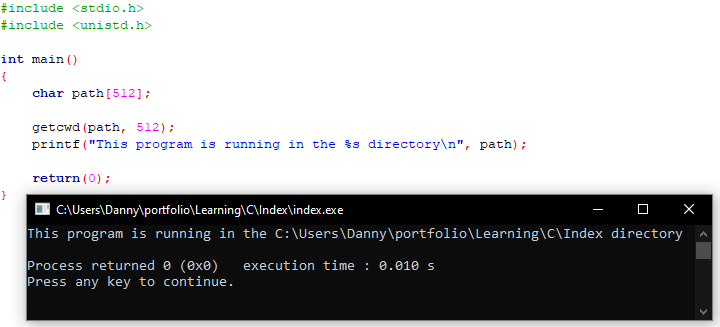 #include <stdio.h>
#include <unistd.h>
int main()
{
    char path[512];
    getcwd(path, 512);
    printf("This program is running in the %s directory\n", path);
    return(0);
}
C:\Users\Danny\portfolio\Learning\C\Index\index.exe
This program is running in the C:\Users\Danny\portfolio\Learning\C\Index directory
Process returned 0 (0x0)   execution time : 0.010 s
Press any key to continue.